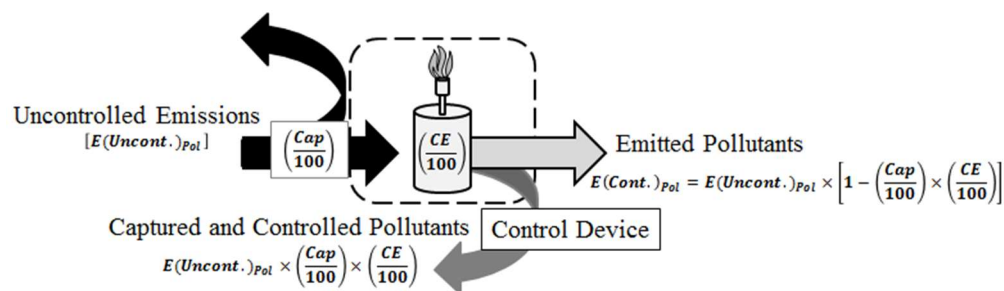 Uncontrolled Emissions
[E(Uncont.)Pol]
(Cap/100)
(CE/100)
Emitted Pollutants
E(Cont.)Pol = E(Uncont.)Pol × [1 − (Cap/100) × (CE/100)]
Captured and Controlled Pollutants
E(Uncont.)Pol × (Cap/100) × (CE/100)
Control Device